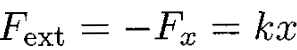 F_ext = −F_x = kx